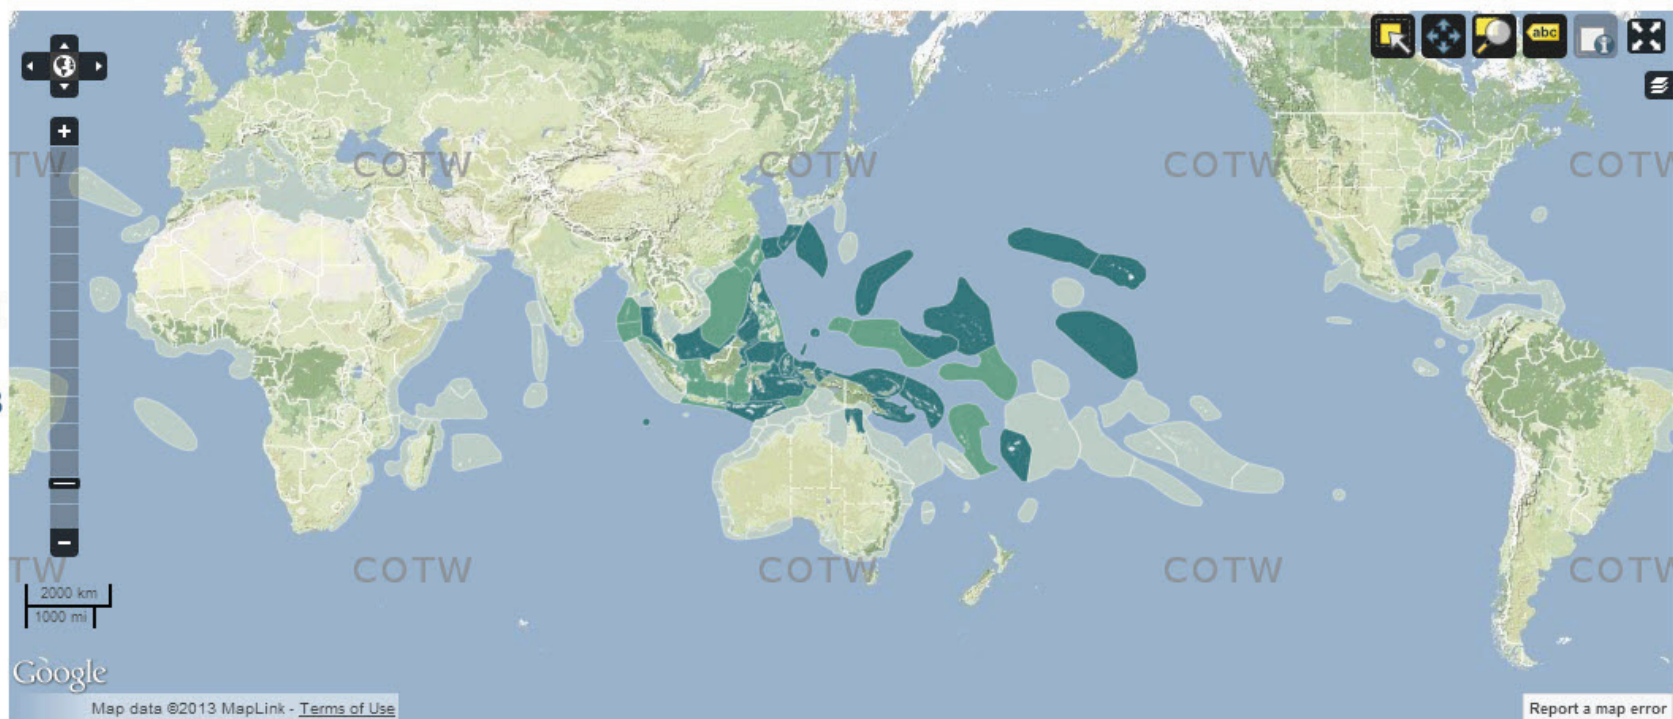 abc
i
TW
COTW
COTW
COTW
COTW
+
−
TW
COTW
COTW
COTW
COTW
2000 km
1000 mi
Google
Map data ©2013 MapLink - Terms of Use
Report a map error